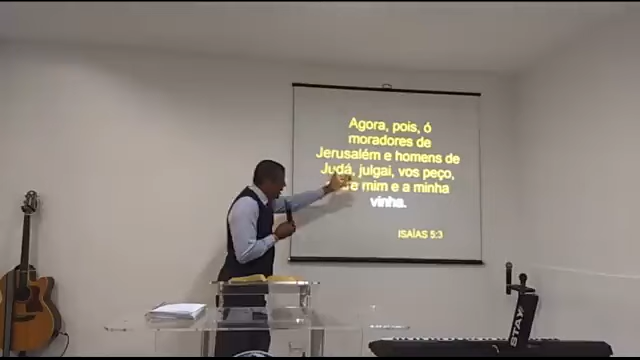 Agora, pois, ó
moradores de
Jerusalém e homens de
Judá, julgai, vos peço,
mim e a minha
vinha.
ISAÍAS 5:3
STAY